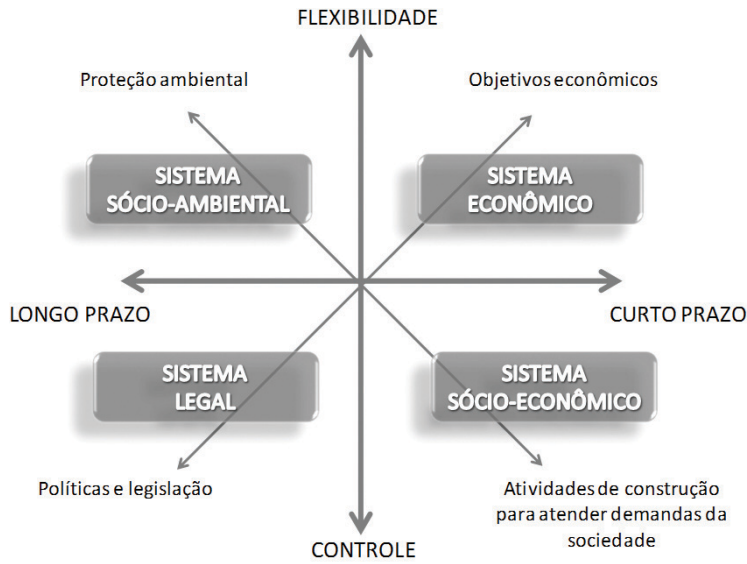 FLEXIBILIDADE
Proteção ambiental
Objetivos econômicos
SISTEMA
SÓCIO-AMBIENTAL
SISTEMA
ECONÔMICO
LONGO PRAZO
CURTO PRAZO
SISTEMA
LEGAL
SISTEMA
SÓCIO-ECONÔMICO
Políticas e legislação
Atividades de construção
para atender demandas da
sociedade
CONTROLE